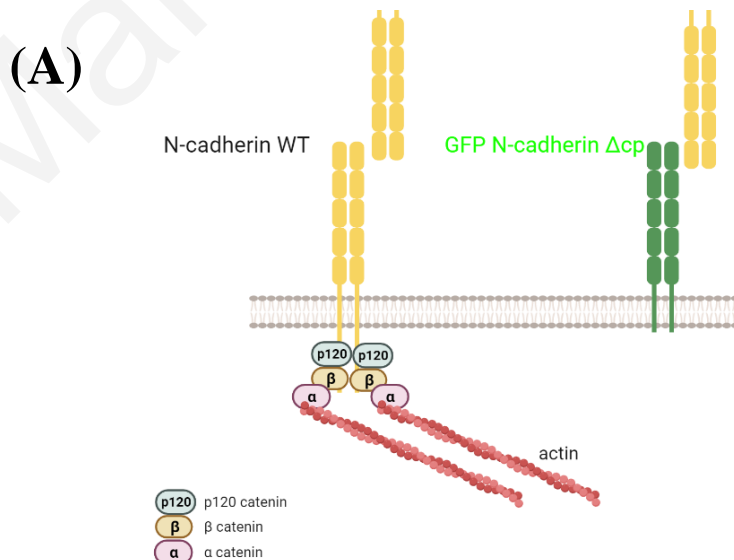 (A)
N-cadherin WT
GFP N-cadherin Δcp
p120 p120
β β
α α
actin
p120 p120 catenin
β β catenin
α α catenin